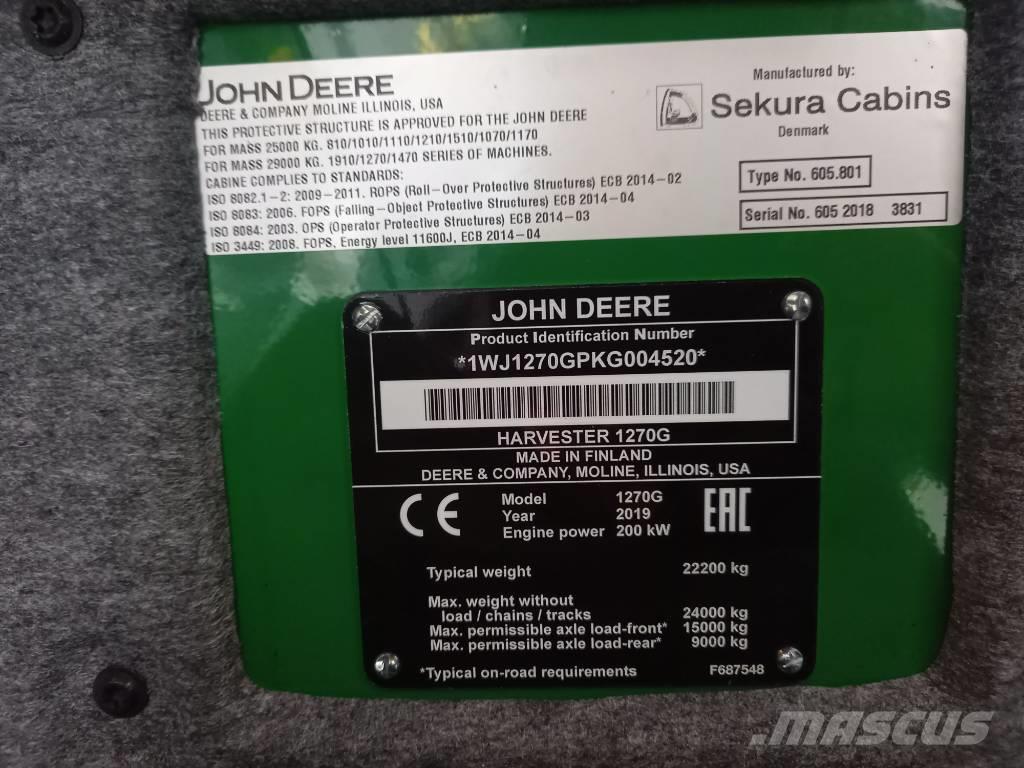 JOHN DEERE
DEERE & COMPANY MOLINE ILLINOIS, USA
THIS PROTECTIVE STRUCTURE IS APPROVED FOR THE JOHN DEERE
FOR MASS 25000 KG. 810/1010/1110/1210/1510/1070/1170
FOR MASS 29000 KG. 1910/1270/1470 SERIES OF MACHINES.
CABINE COMPLIES TO STANDARDS:
ISO 8082.1-2: 2009-2011. ROPS (Roll-Over Protective Structures) ECB 2014-02
ISO 8083: 2006. FOPS (Falling-Object Protective Structures) ECB 2014-04
ISO 8084: 2003. OPS (Operator Protective Structures) ECB 2014-03
ISO 3449: 2008. FOPS, Energy level 11600J, ECB 2014-04
Manufactured by:
Sekura Cabins
Denmark
Type No. 605.801
Serial No. 605 2018 3831
JOHN DEERE
Product Identification Number
*1WJ1270GPKG004520*
HARVESTER 1270G
MADE IN FINLAND
DEERE & COMPANY, MOLINE, ILLINOIS, USA
CE
Model 1270G
Year 2019
Engine power 200 kW
EAC
Typical weight 22200 kg
Max. weight without
load / chains / tracks 24000 kg
Max. permissible axle load-front* 15000 kg
Max. permissible axle load-rear* 9000 kg
*Typical on-road requirements F687548
MASCUS